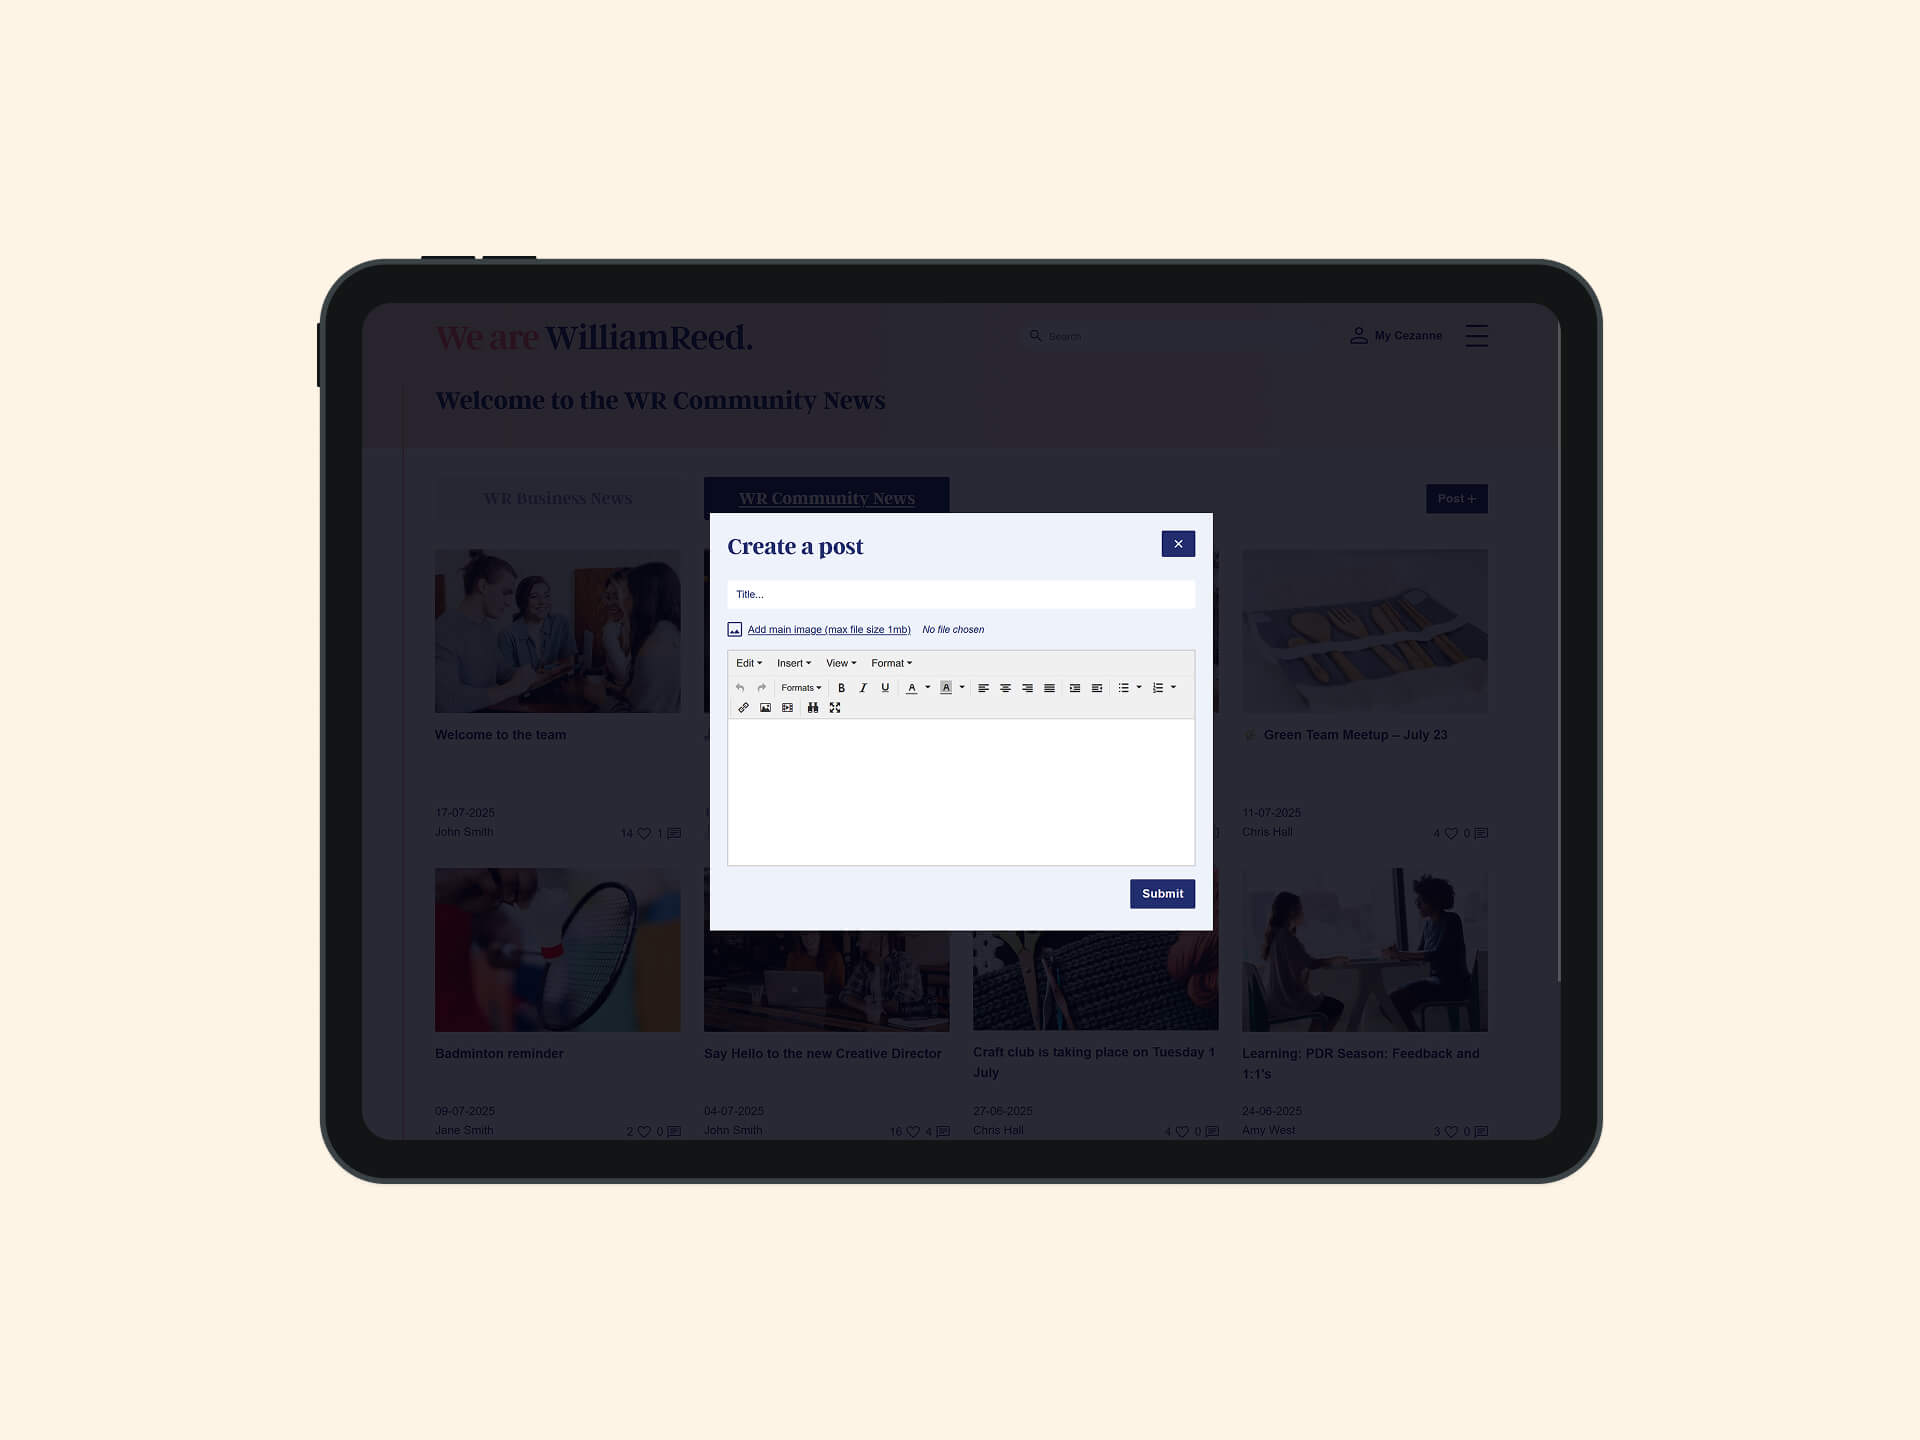 We are WilliamReed.
Search
My Cezanne
Welcome to the WR Community News
WR Business News
WR Community News
Post +
Create a post
Title...
Add main image (max file size 1mb) No file chosen
Edit Insert View Format
Formats B I U A A
Submit
Welcome to the team
17-07-2025
John Smith
14 1
Green Team Meetup – July 23
11-07-2025
Chris Hall
4 0
Badminton reminder
09-07-2025
Jane Smith
2 0
Say Hello to the new Creative Director
04-07-2025
John Smith
16 4
Craft club is taking place on Tuesday 1
July
27-06-2025
Chris Hall
4 0
Learning: PDR Season: Feedback and
1:1's
24-06-2025
Amy West
3 0